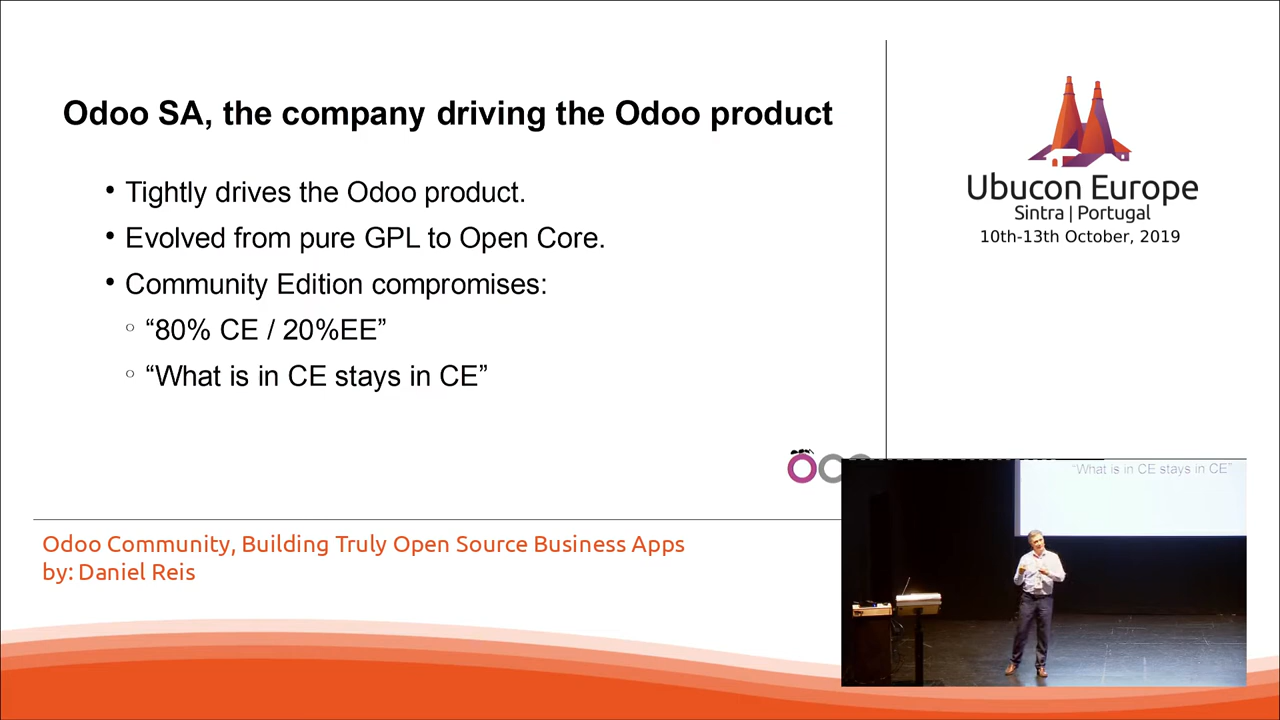 Odoo SA, the company driving the Odoo product
• Tightly drives the Odoo product.
• Evolved from pure GPL to Open Core.
• Community Edition compromises:
○ “80% CE / 20%EE”
○ “What is in CE stays in CE”
Odoo Community, Building Truly Open Source Business Apps
by: Daniel Reis
Ubucon Europe
Sintra | Portugal
10th-13th October, 2019
“What is in CE stays in CE”